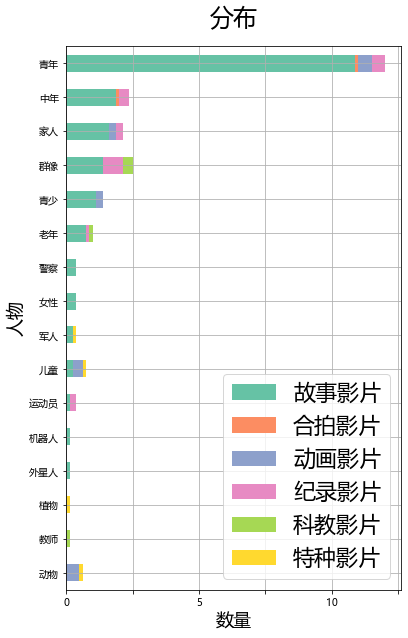 分布
青年
中年
家人
群像
青少
老年
警察
女性
军人
儿童
运动员
机器人
外星人
植物
教师
动物
人物
0 5 10
数量
故事影片
合拍影片
动画影片
纪录影片
科教影片
特种影片